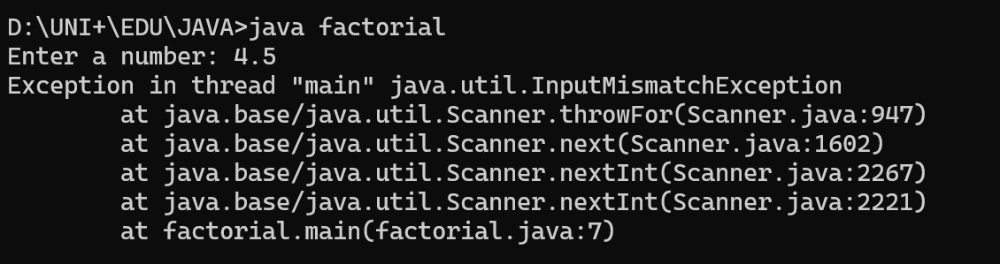 D:\UNI+\EDU\JAVA>java factorial
Enter a number: 4.5
Exception in thread "main" java.util.InputMismatchException
        at java.base/java.util.Scanner.throwFor(Scanner.java:947)
        at java.base/java.util.Scanner.next(Scanner.java:1602)
        at java.base/java.util.Scanner.nextInt(Scanner.java:2267)
        at java.base/java.util.Scanner.nextInt(Scanner.java:2221)
        at factorial.main(factorial.java:7)